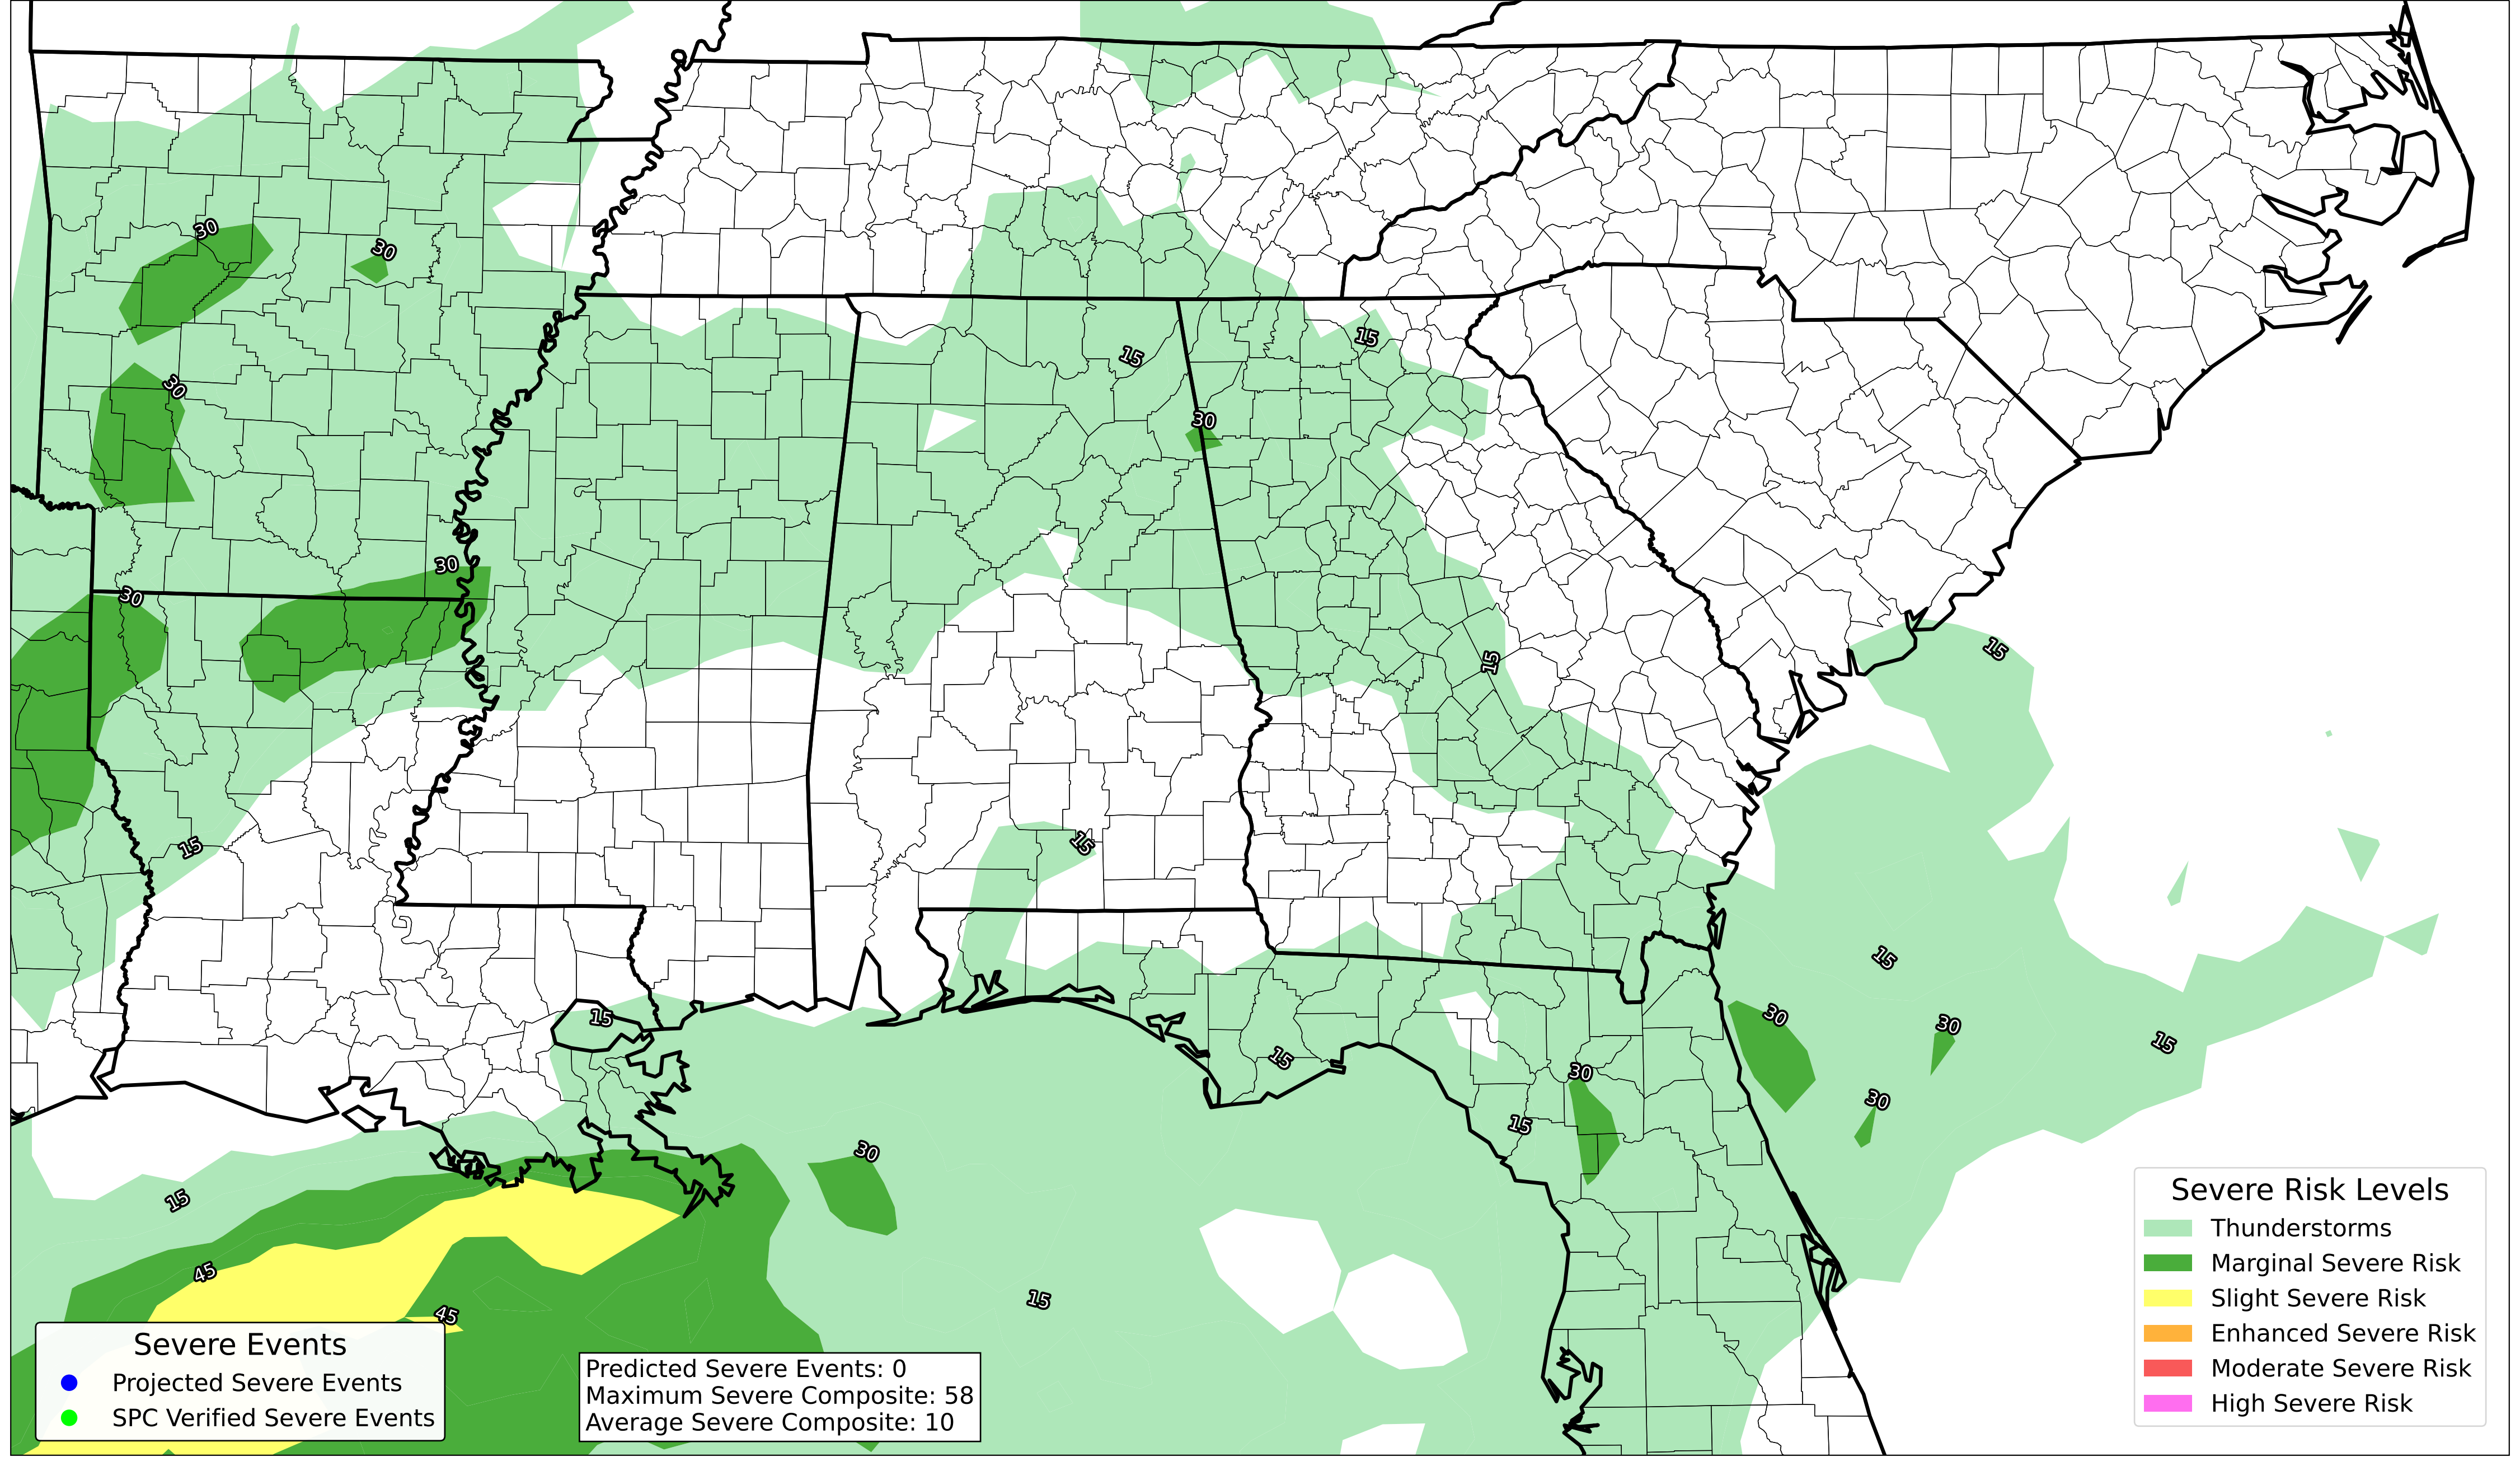 30
30
15
15
30
30
30
30
15
15
15
15
15
15
30
30
15
15
30
30
15
30
15
45
15
45
Severe Risk Levels
Thunderstorms
Marginal Severe Risk
Slight Severe Risk
Enhanced Severe Risk
Moderate Severe Risk
High Severe Risk
Severe Events
Projected Severe Events
SPC Verified Severe Events
Predicted Severe Events: 0
Maximum Severe Composite: 58
Average Severe Composite: 10